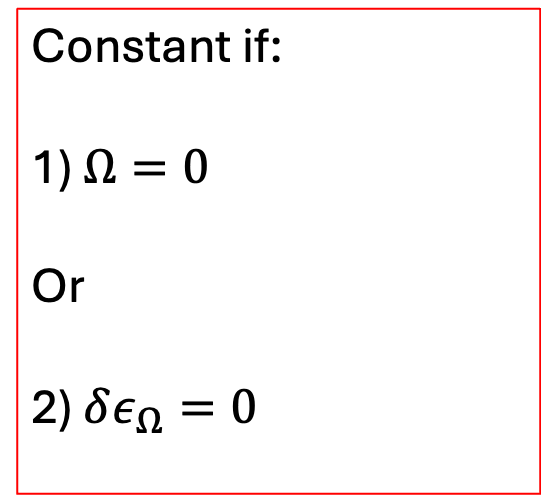 Constant if:
1) Ω = 0
Or
2) δϵ_Ω = 0